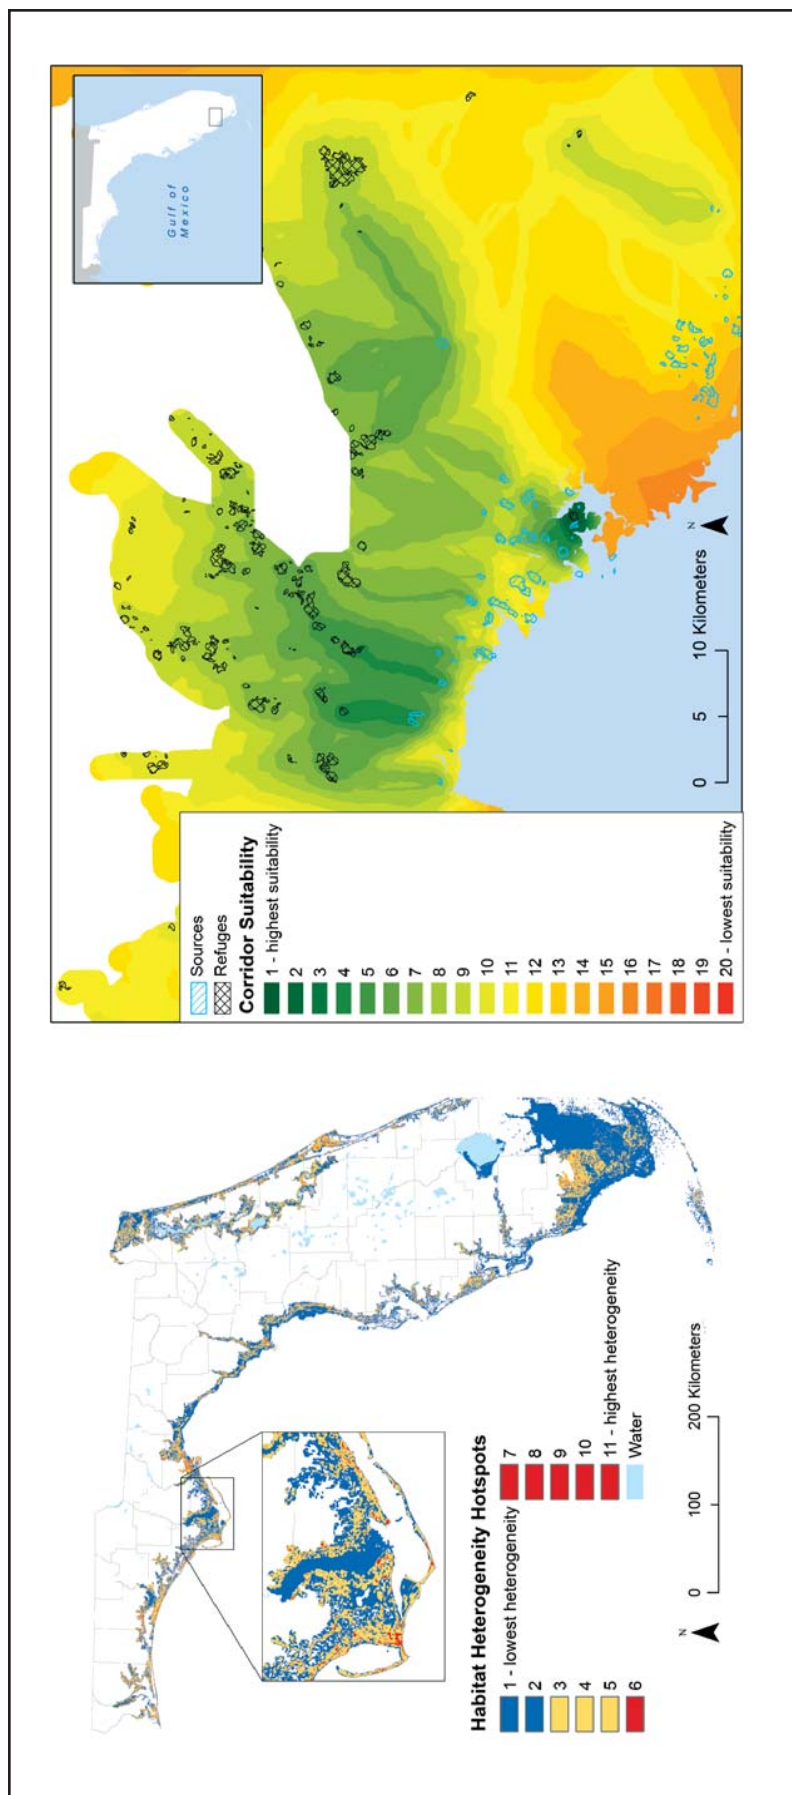 Habitat Heterogeneity Hotspots
1 - lowest heterogeneity
2
3
4
5
6
7
8
9
10
11 - highest heterogeneity
Water
N
0 100 200 Kilometers
Gulf of
Mexico
Sources
Refuges
Corridor Suitability
1 - highest suitability
2
3
4
5
6
7
8
9
10
11
12
13
14
15
16
17
18
19
20 - lowest suitability
N
0 5 10 Kilometers